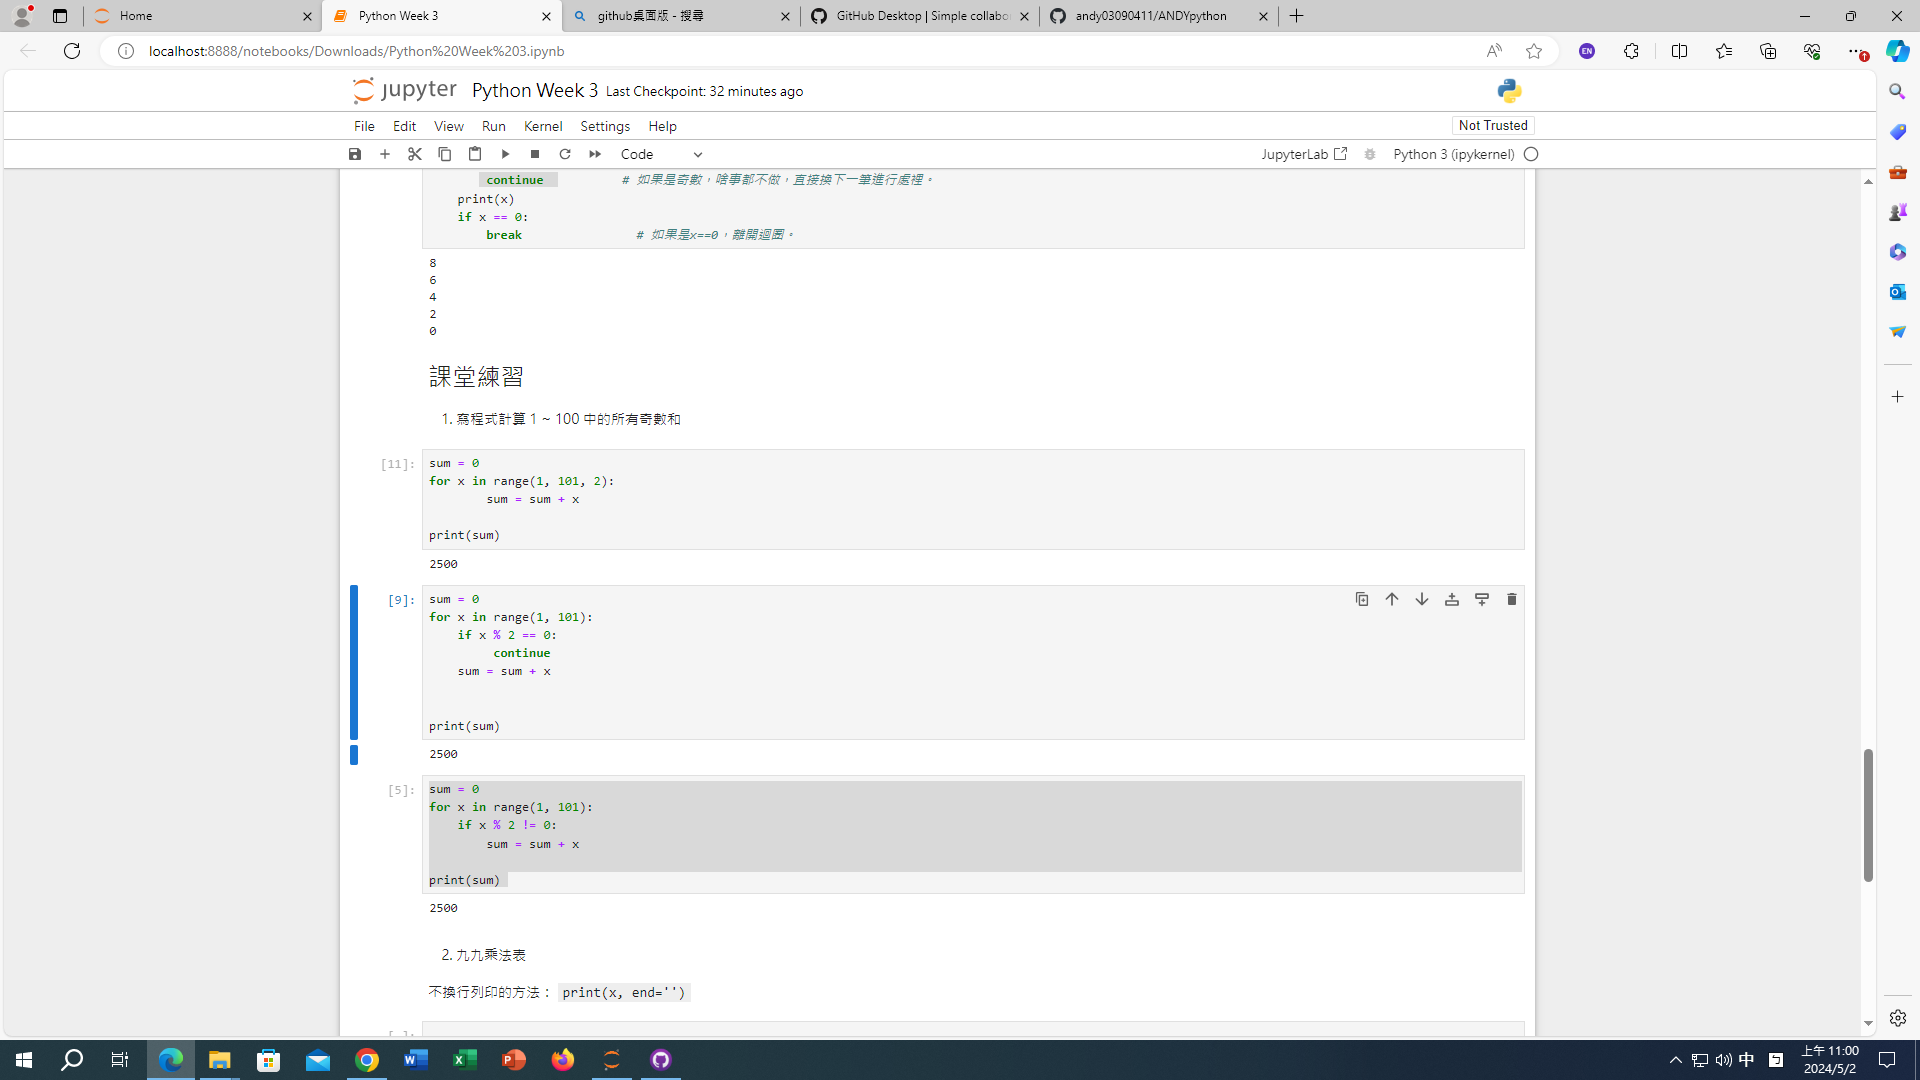 Home
Python Week 3
github桌面版 - 搜尋
GitHub Desktop | Simple collabo
andy03090411/ANDYpython
localhost:8888/notebooks/Downloads/Python%20Week%203.ipynb
EN
jupyter Python Week 3 Last Checkpoint: 32 minutes ago
File Edit View Run Kernel Settings Help
Not Trusted
Code
JupyterLab
Python 3 (ipykernel)
continue # 如果是奇數，啥事都不做，直接換下一筆進行處裡。
print(x)
if x == 0:
break # 如果是x==0，離開迴圈。
8
6
4
2
0
課堂練習
1. 寫程式計算 1 ~ 100 中的所有奇數和
[11]:
sum = 0
for x in range(1, 101, 2):
sum = sum + x
print(sum)
2500
[9]:
sum = 0
for x in range(1, 101):
if x % 2 == 0:
continue
sum = sum + x
print(sum)
2500
[5]:
sum = 0
for x in range(1, 101):
if x % 2 != 0:
sum = sum + x
print(sum)
2500
2. 九九乘法表
不換行列印的方法： print(x, end='')
中
上午 11:00
2024/5/2